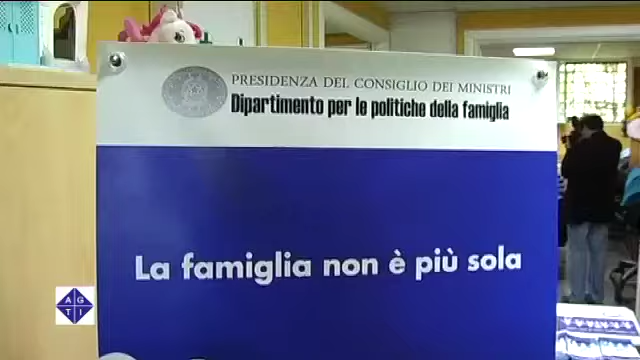 PRESIDENZA DEL CONSIGLIO DEI MINISTRI
Dipartimento per le politiche della famiglia
La famiglia non è più sola
A G
T I